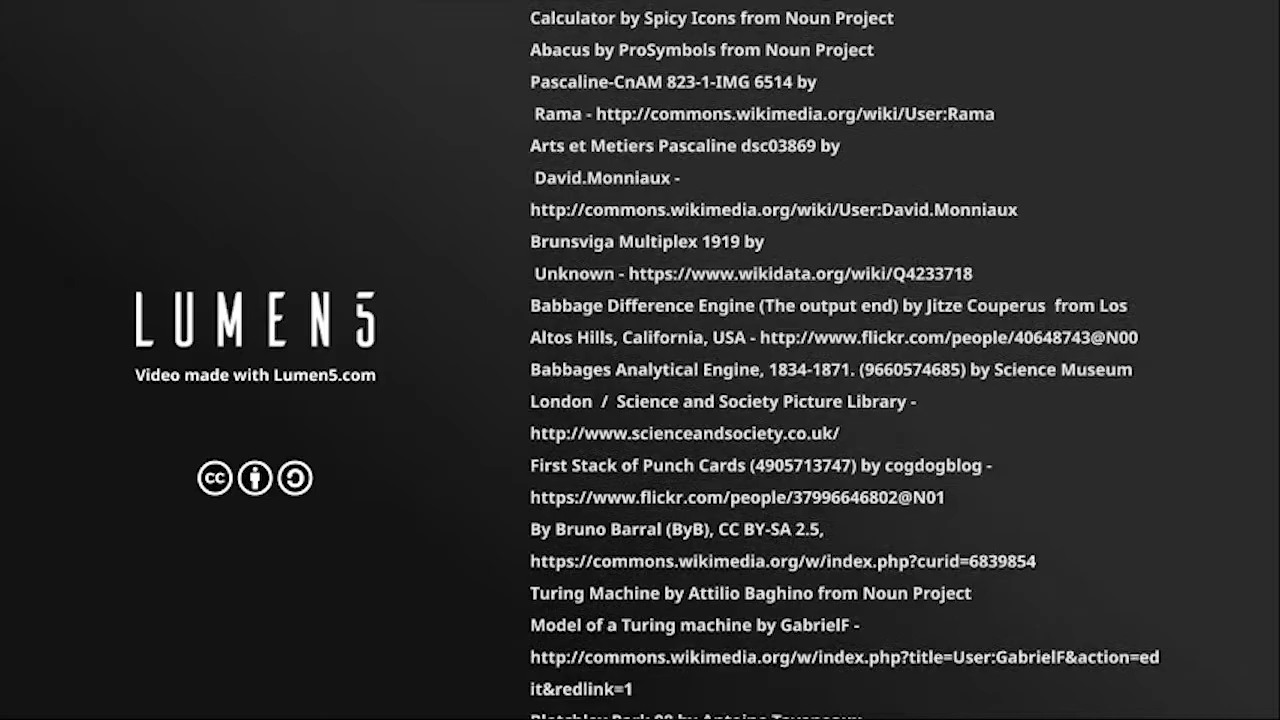 LUMEN5
Video made with Lumen5.com
cc
Calculator by Spicy Icons from Noun Project
Abacus by ProSymbols from Noun Project
Pascaline-CnAM 823-1-IMG 6514 by
Rama - http://commons.wikimedia.org/wiki/User:Rama
Arts et Metiers Pascaline dsc03869 by
David.Monniaux -
http://commons.wikimedia.org/wiki/User:David.Monniaux
Brunsviga Multiplex 1919 by
Unknown - https://www.wikidata.org/wiki/Q4233718
Babbage Difference Engine (The output end) by Jitze Couperus  from Los
Altos Hills, California, USA - http://www.flickr.com/people/40648743@N00
Babbages Analytical Engine, 1834-1871. (9660574685) by Science Museum
London  /  Science and Society Picture Library -
http://www.scienceandsociety.co.uk/
First Stack of Punch Cards (4905713747) by cogdogblog -
https://www.flickr.com/people/37996646802@N01
By Bruno Barral (ByB), CC BY-SA 2.5,
https://commons.wikimedia.org/w/index.php?curid=6839854
Turing Machine by Attilio Baghino from Noun Project
Model of a Turing machine by GabrielF -
http://commons.wikimedia.org/w/index.php?title=User:GabrielF&action=ed
it&redlink=1